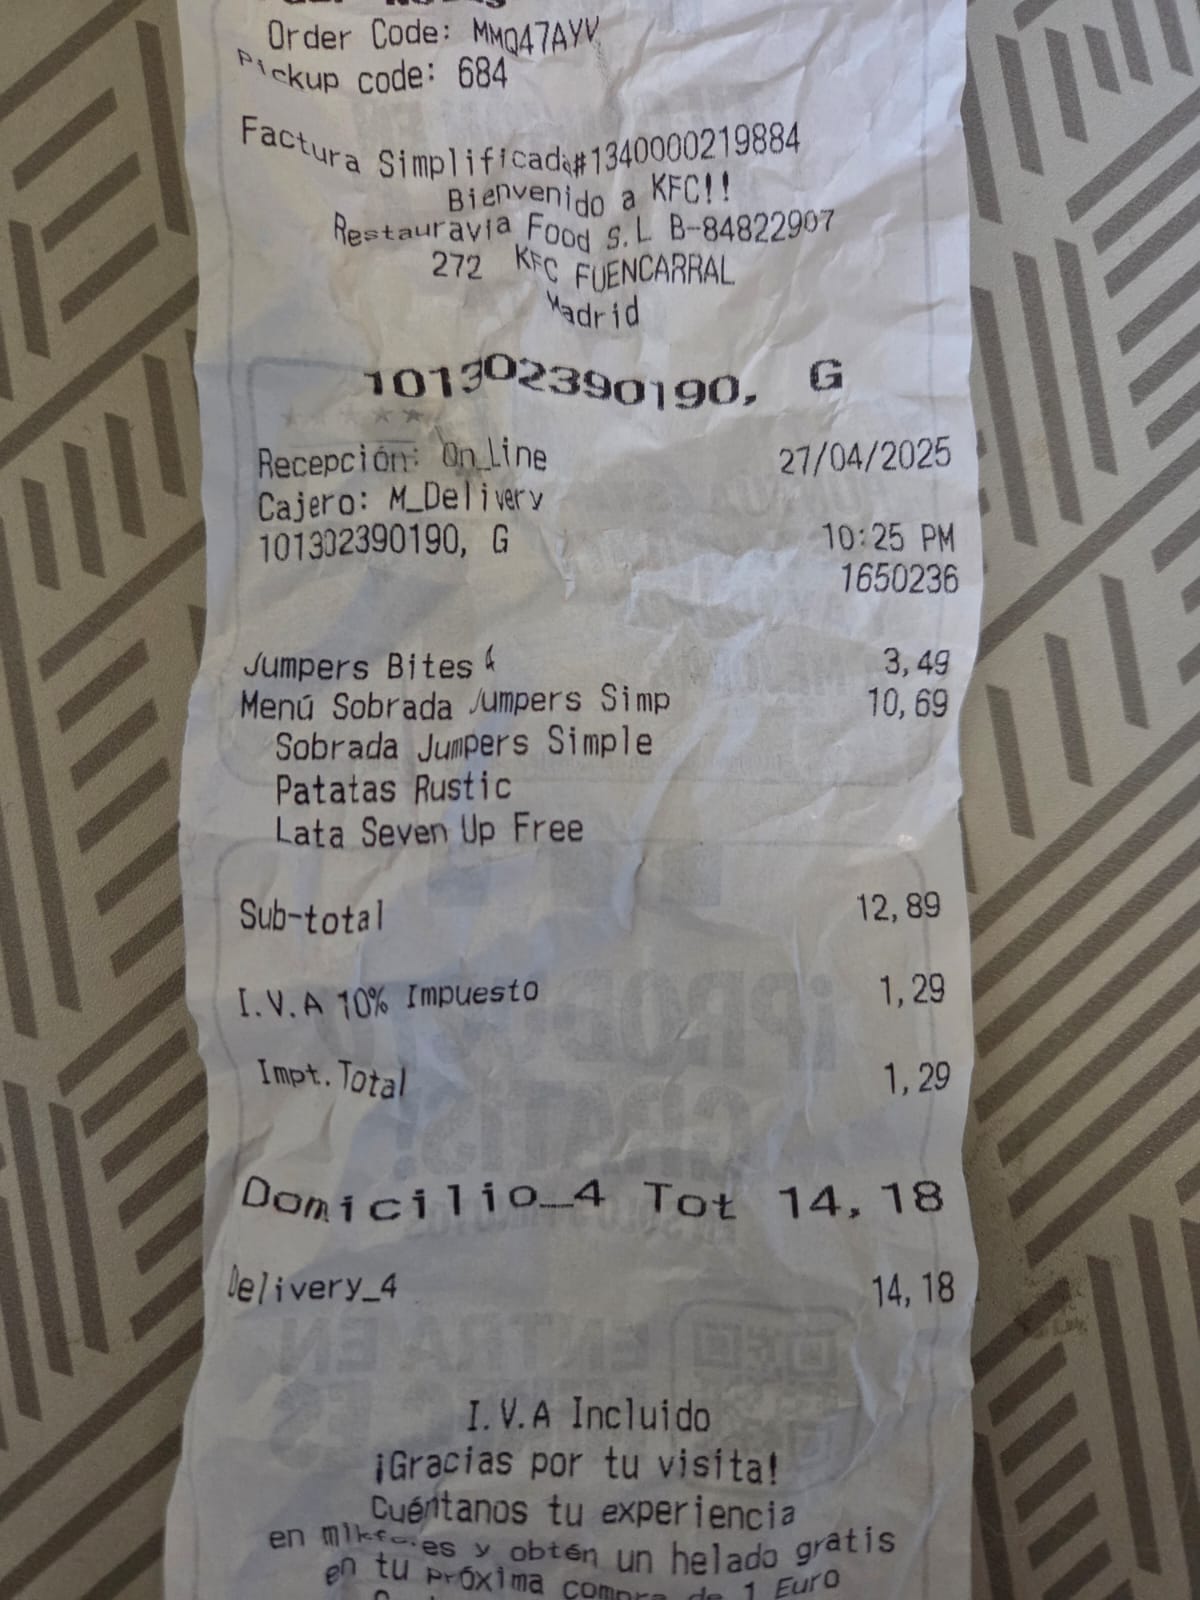 Order Code: MMQ47AYV
Pickup code: 684
Factura Simplificada#1340000219884
Bienvenido a KFC!!
Restauravia Food S.L B-84822907
272 KFC FUENCARRAL
Madrid
101302390190, G
Recepción: On_Line 27/04/2025
Cajero: M_Delivery
101302390190, G 10:25 PM
1650236
Jumpers Bites 3,49
Menú Sobrada Jumpers Simp 10,69
Sobrada Jumpers Simple
Patatas Rustic
Lata Seven Up Free
Sub-total 12,89
I.V.A 10% Impuesto 1,29
Impt.Total 1,29
Domicilio_4 Tot 14,18
Delivery_4 14,18
I.V.A Incluido
¡Gracias por tu visita!
Cuéntanos tu experiencia
en y obtén un helado gratis
en tu próxima compra de 1 Euro